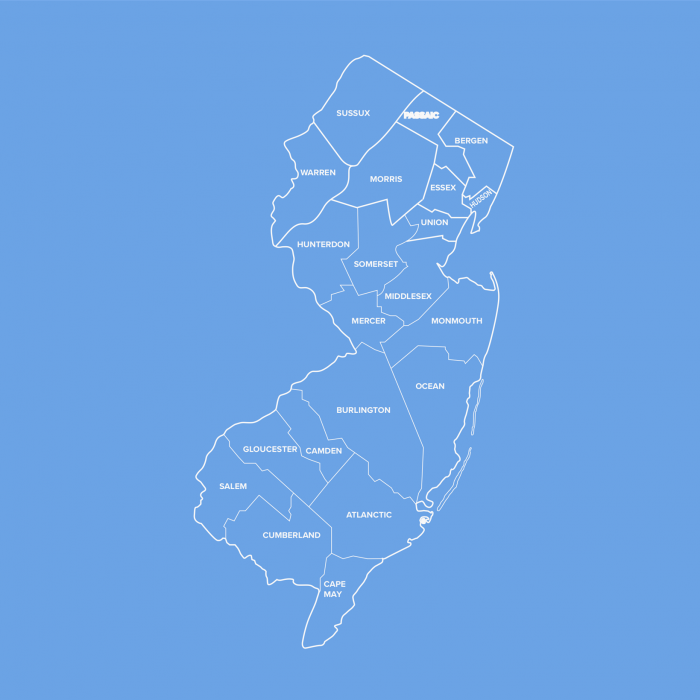 SUSSUX
PASSAIC
BERGEN
WARREN
MORRIS
ESSEX
HUDSON
UNION
HUNTERDON
SOMERSET
MIDDLESEX
MERCER
MONMOUTH
OCEAN
BURLINGTON
GLOUCESTER
CAMDEN
SALEM
ATLANCTIC
CUMBERLAND
CAPE
MAY